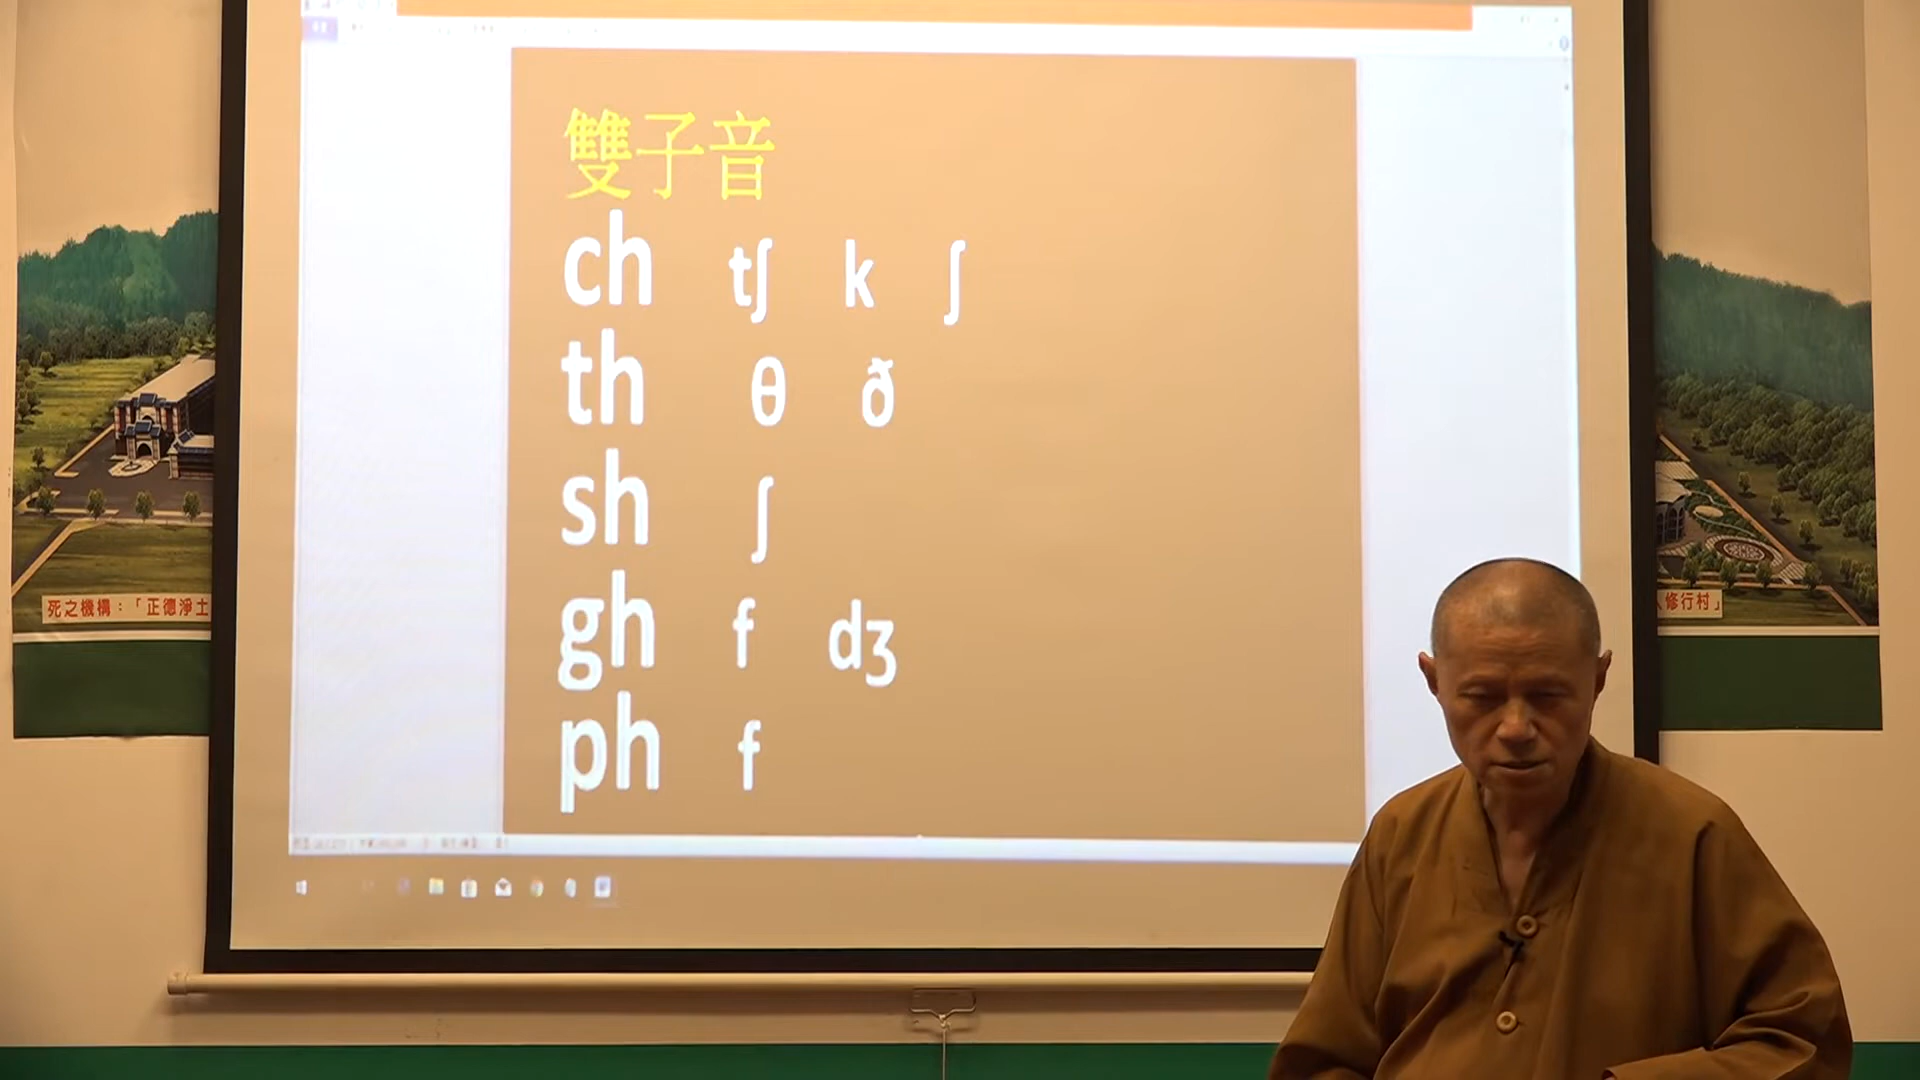 雙子音
ch tʃ k ʃ
th θ ð
sh ʃ
gh f dʒ
ph f
死之機構：「正德淨土
人修行村」